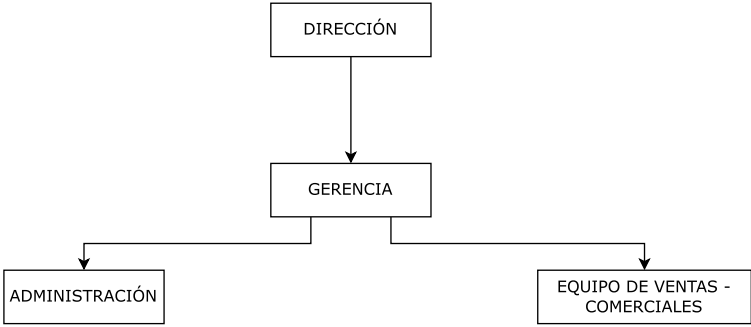 DIRECCIÓN
GERENCIA
ADMINISTRACIÓN
EQUIPO DE VENTAS -
COMERCIALES